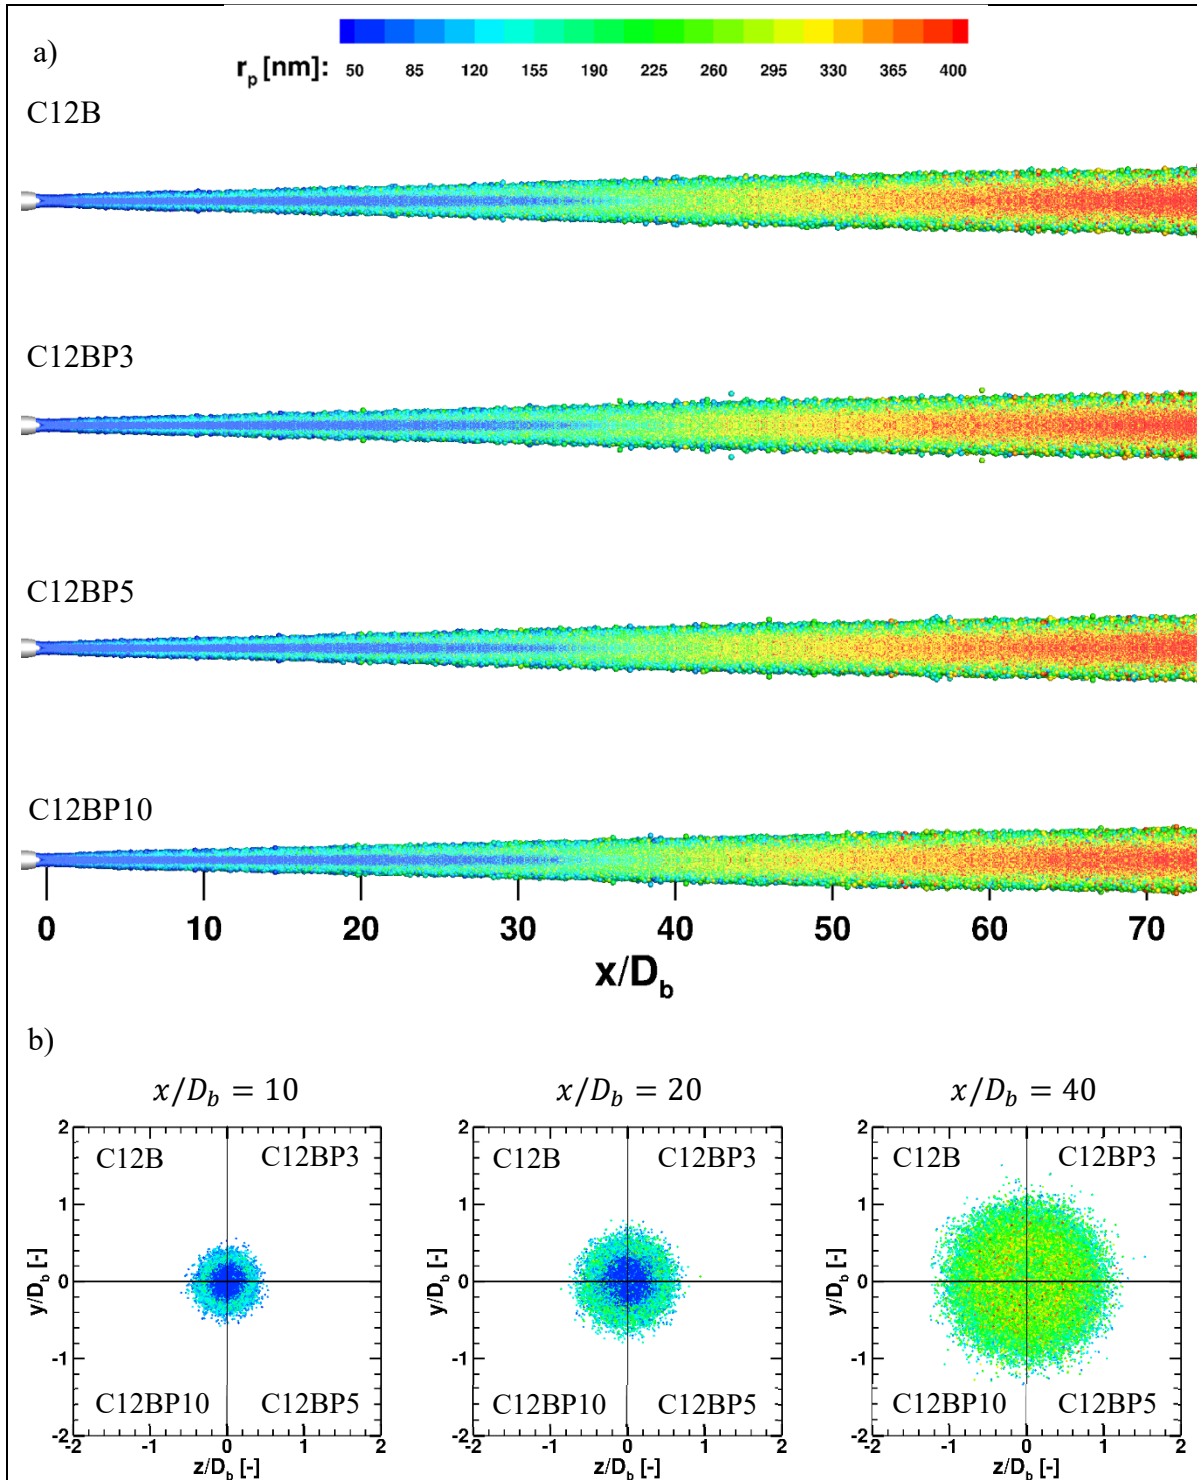 a)
r_p [nm]: 50 85 120 155 190 225 260 295 330 365 400
C12B
C12BP3
C12BP5
C12BP10
0 10 20 30 40 50 60 70
x/D_b
b)
x/D_b = 10
x/D_b = 20
x/D_b = 40
2 C12B C12BP3
1
0
-1
C12BP10 C12BP5
-2
-2 -1 0 1 2
y/D_b [-]
z/D_b [-]
2 C12B C12BP3
1
0
-1
C12BP10 C12BP5
-2
-2 -1 0 1 2
y/D_b [-]
z/D_b [-]
2 C12B C12BP3
1
0
-1
C12BP10 C12BP5
-2
-2 -1 0 1 2
y/D_b [-]
z/D_b [-]